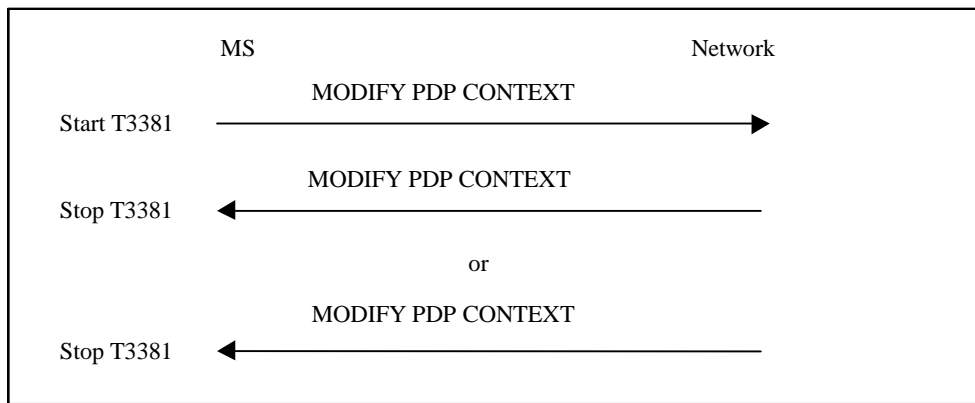 MS Network
MODIFY PDP CONTEXT
Start T3381
MODIFY PDP CONTEXT
Stop T3381
or
MODIFY PDP CONTEXT
Stop T3381